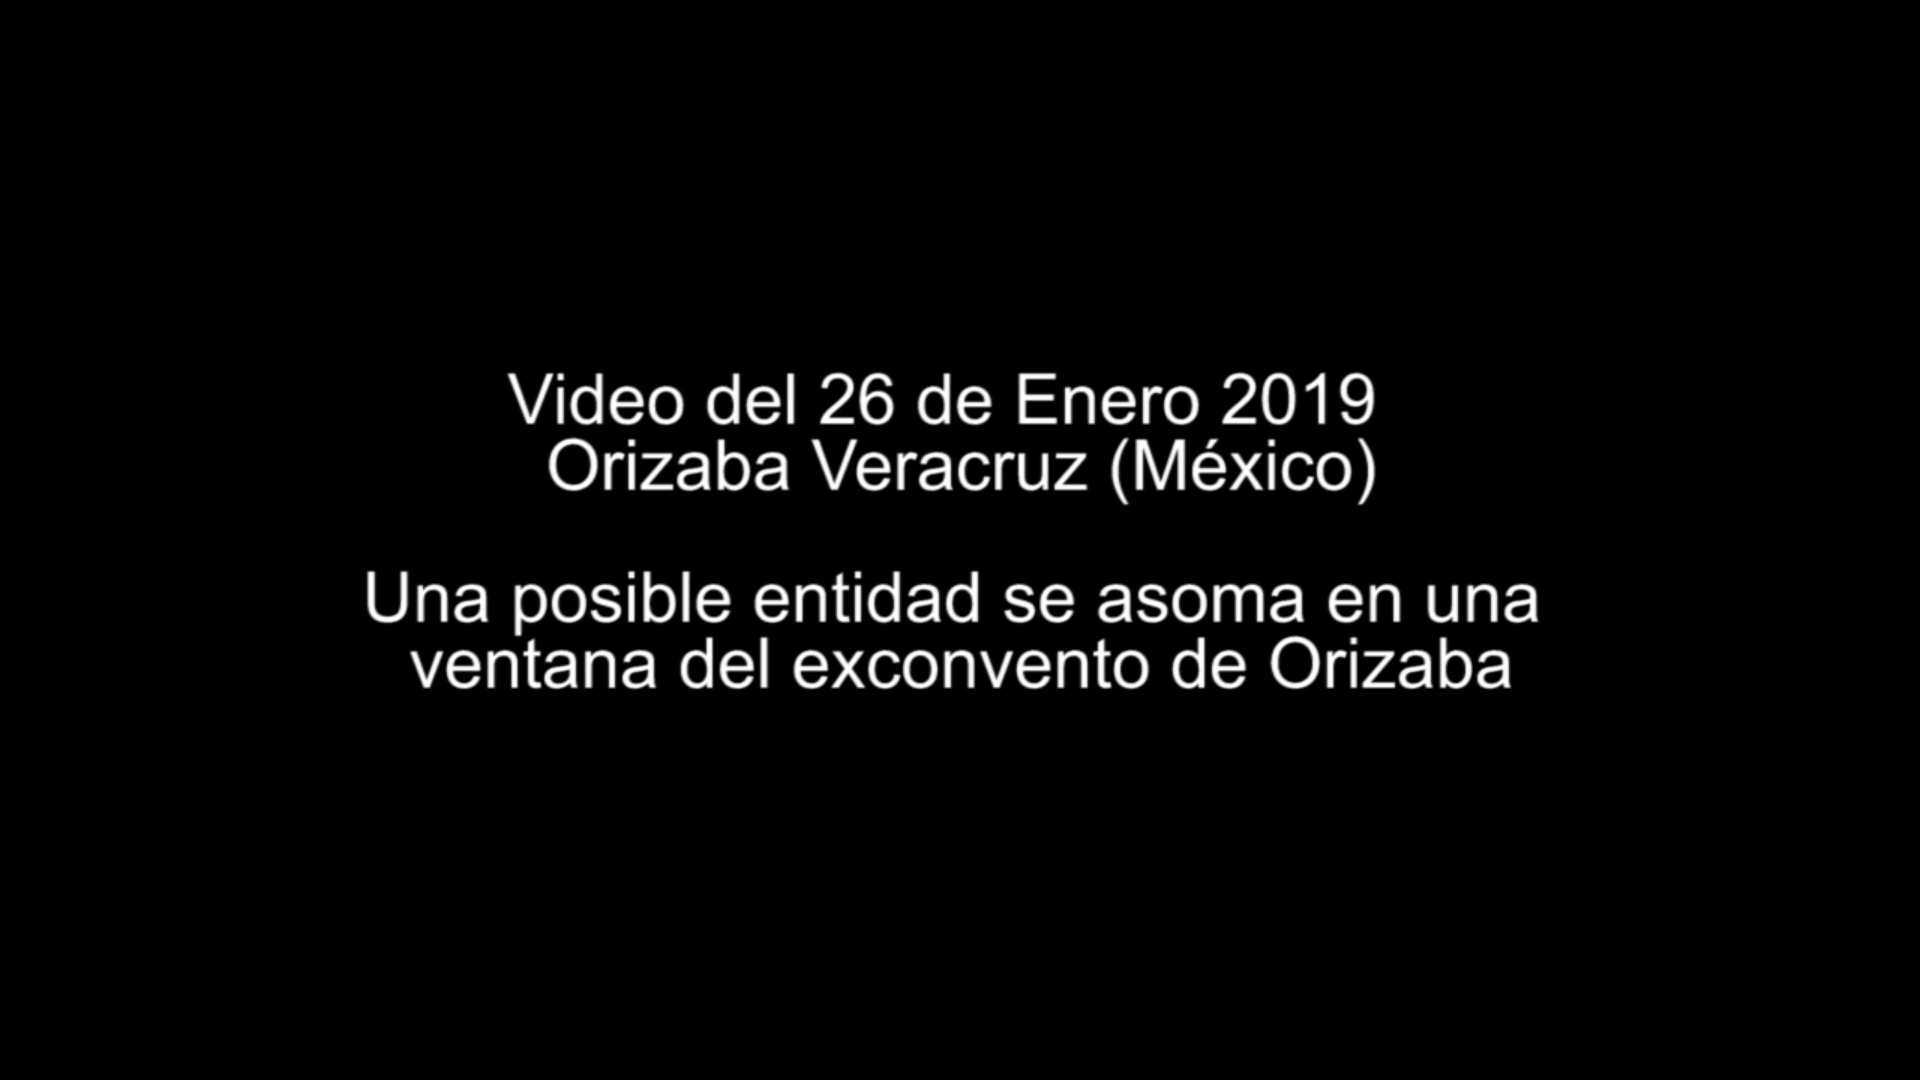 Video del 26 de Enero 2019
Orizaba Veracruz (México)
Una posible entidad se asoma en una
ventana del exconvento de Orizaba